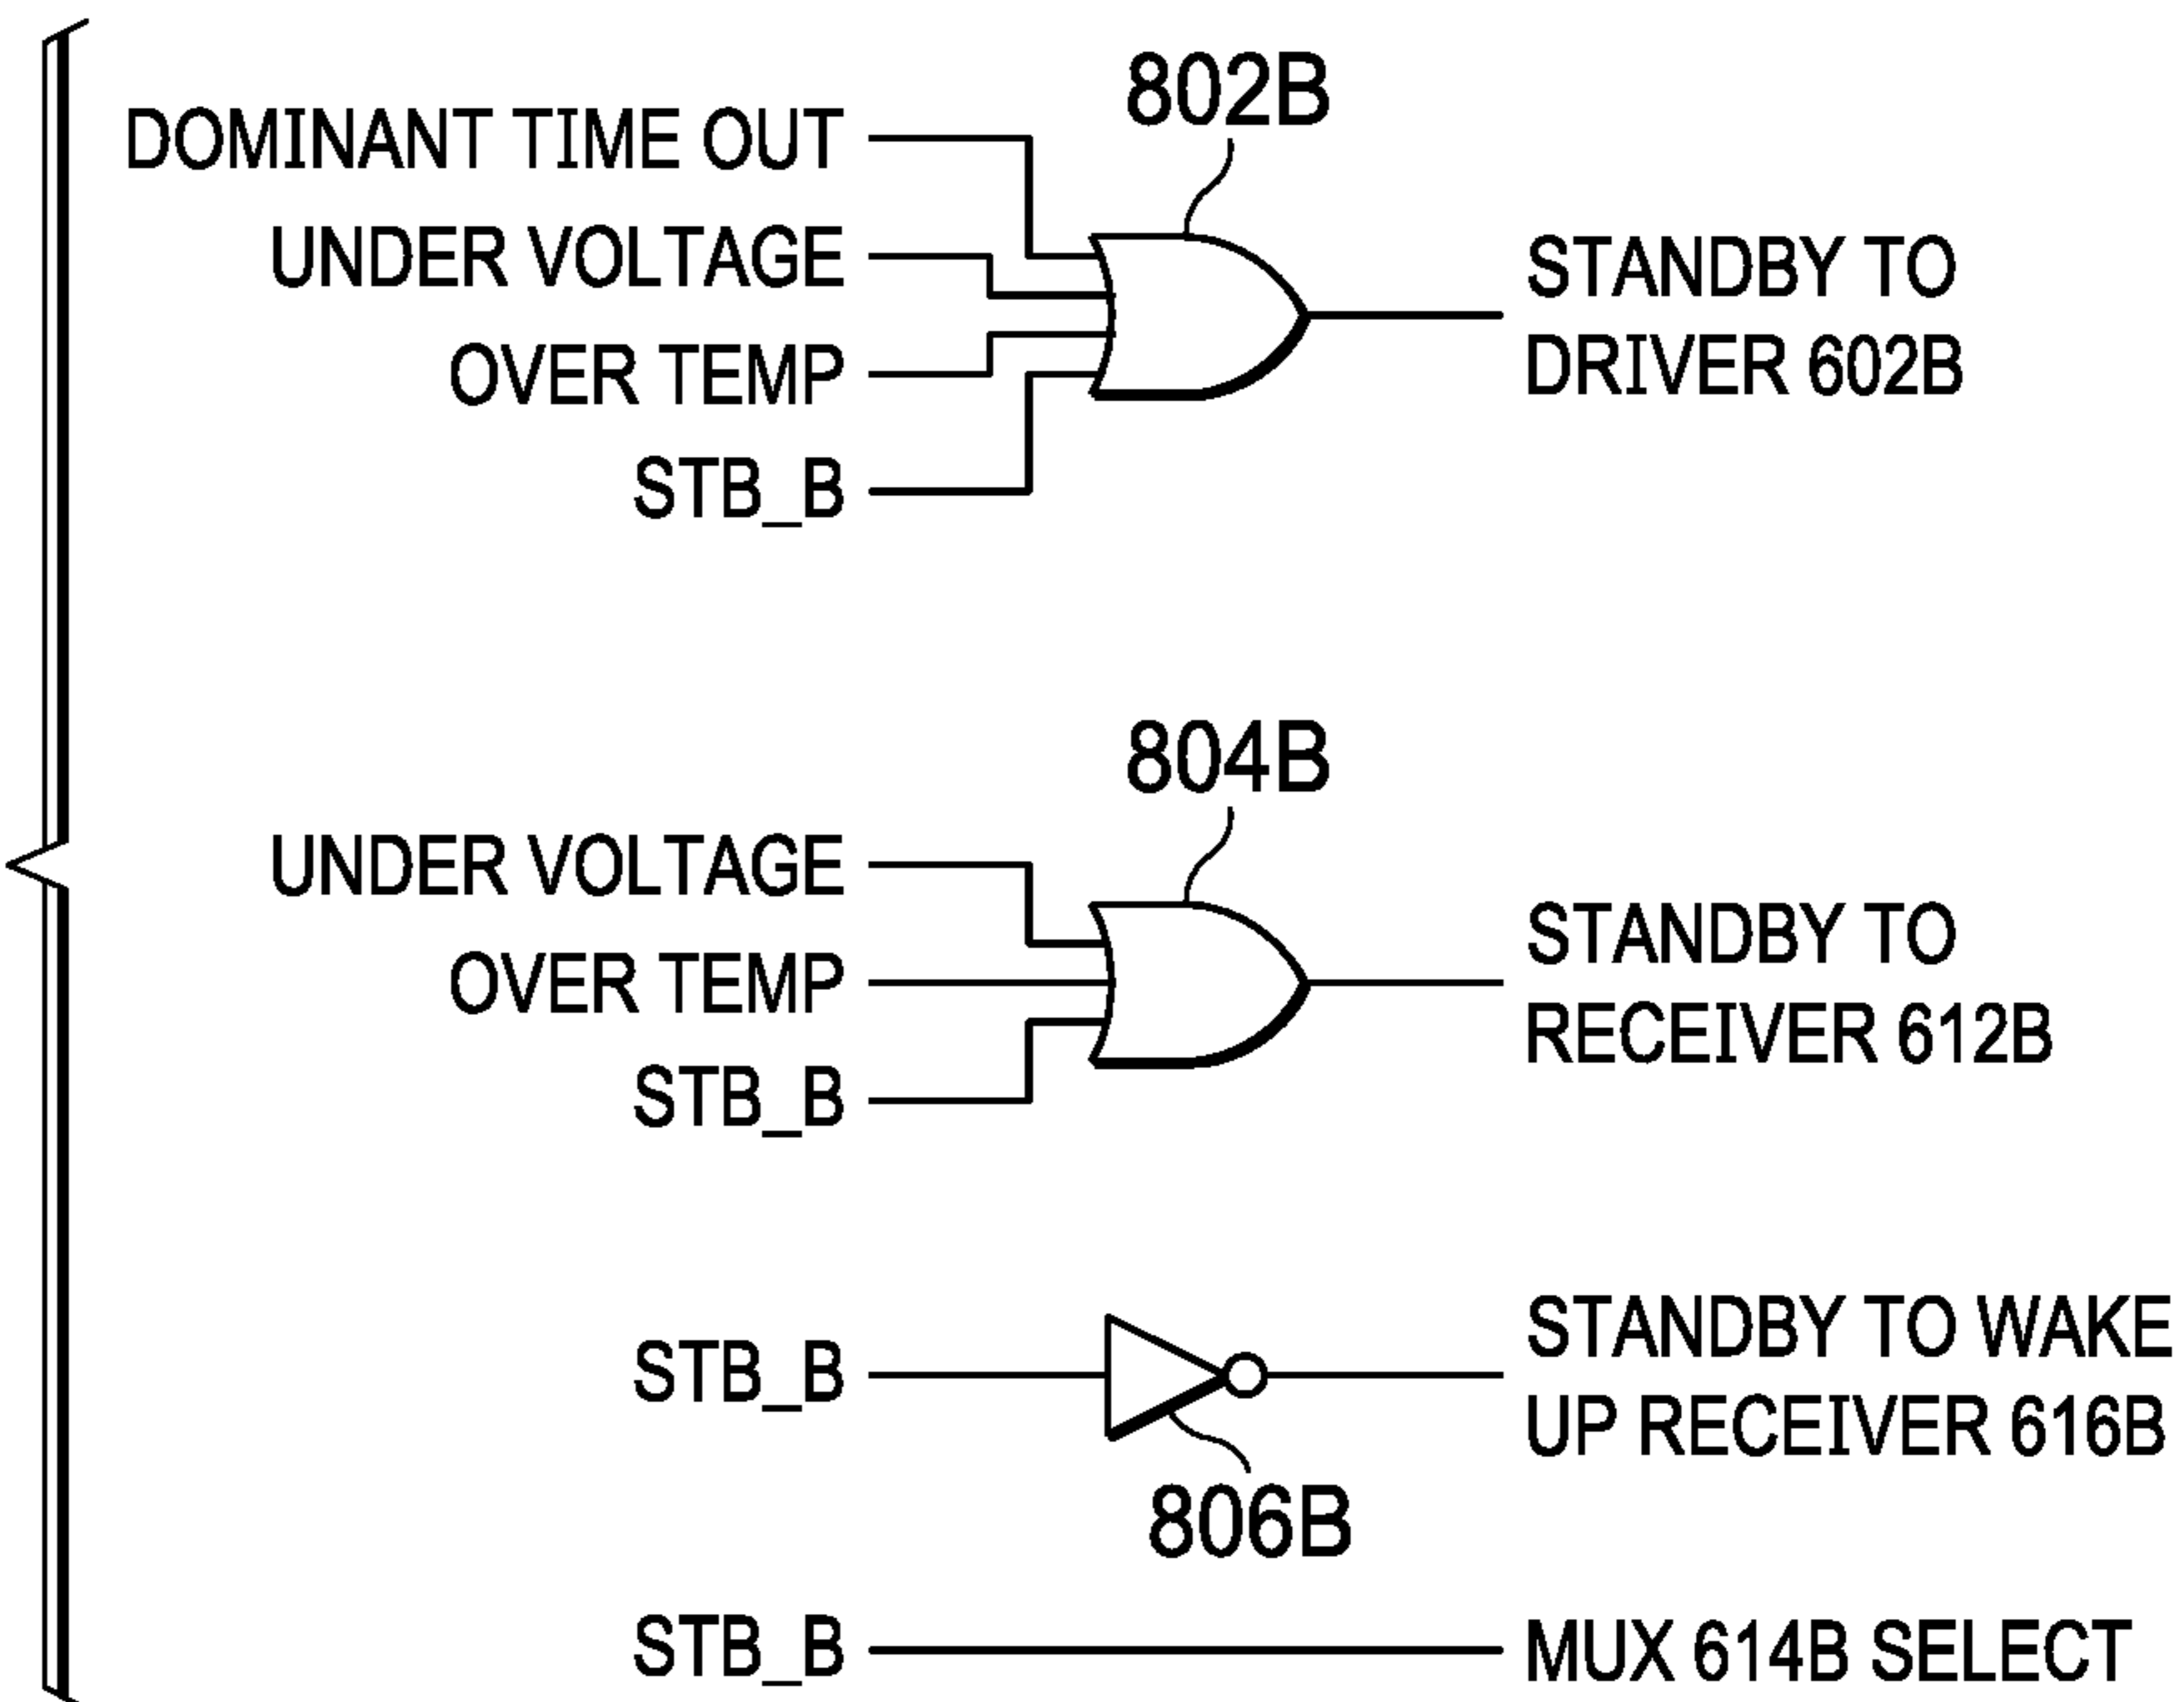 802B
DOMINANT TIME OUT
UNDER VOLTAGE
OVER TEMP
STB_B
STANDBY TO
DRIVER 602B
804B
UNDER VOLTAGE
OVER TEMP
STB_B
STANDBY TO
RECEIVER 612B
STB_B
STANDBY TO WAKE
UP RECEIVER 616B
806B
STB_B
MUX 614B SELECT